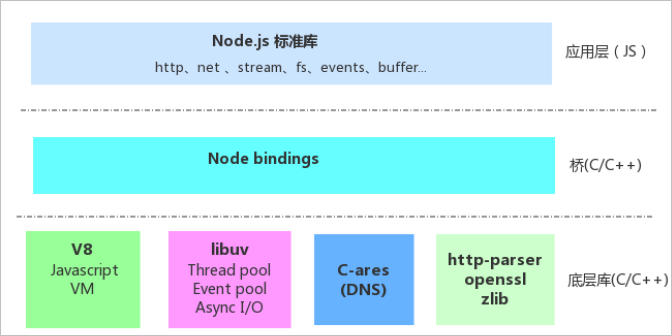 Node.js 标准库
http、net 、stream、fs、events、buffer...
应用层（JS）
Node bindings
桥(C/C++)
V8
Javascript
VM
libuv
Thread pool
Event pool
Async I/O
C-ares
(DNS)
http-parser
openssl
zlib
底层库(C/C++)